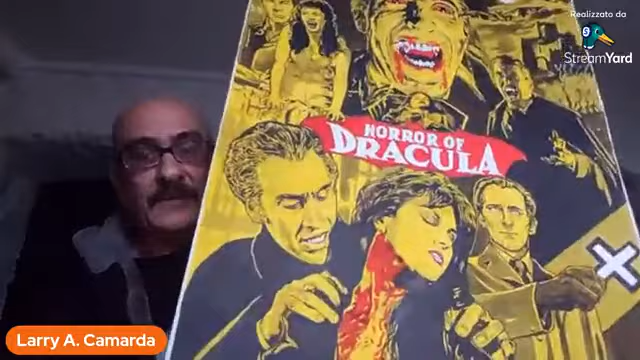 Realizzato da
StreamYard
HORROR OF
DRACULA
Larry A. Camarda